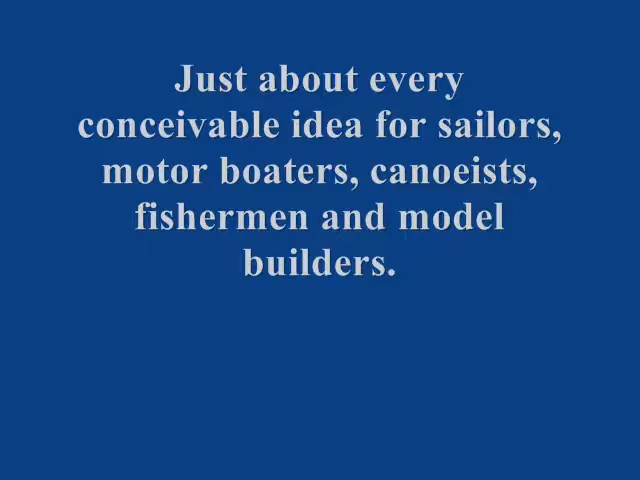 Just about every
conceivable idea for sailors,
motor boaters, canoeists,
fishermen and model
builders.